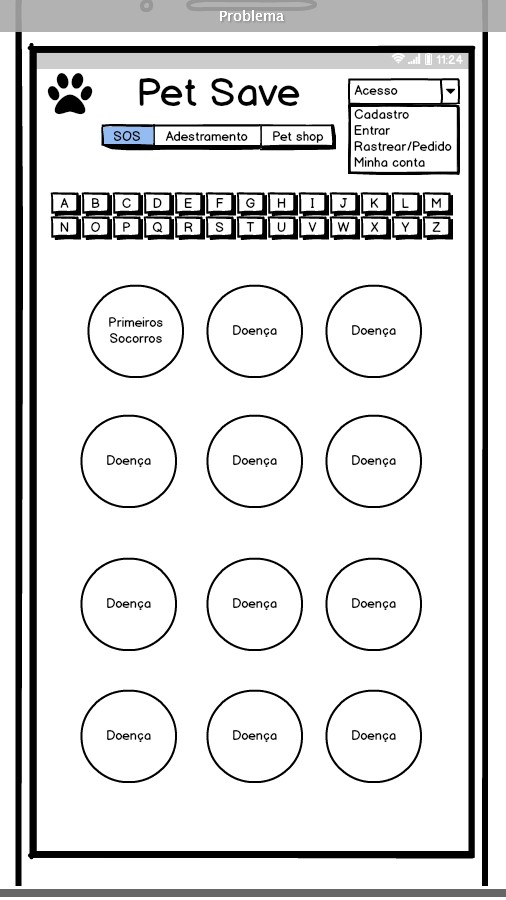 Problema
11:24
Pet Save
Acesso
Cadastro
Entrar
Rastrear/Pedido
Minha conta
SOS Adestramento Pet shop
A B C D E F G H I J K L M
N O P Q R S T U V W X Y Z
Primeiros
Socorros
Doença Doença
Doença Doença Doença
Doença Doença Doença
Doença Doença Doença